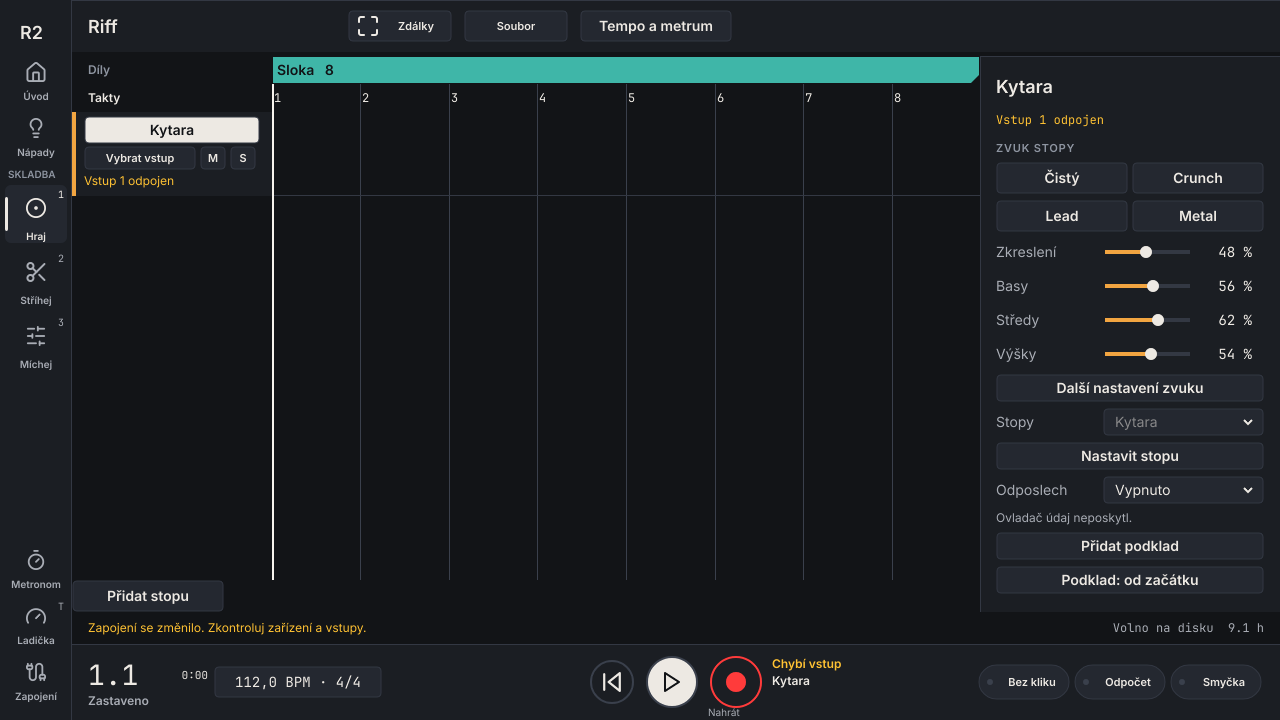 R2
Riff
Zdálky
Soubor
Tempo a metrum
Úvod
Nápady
SKLADBA
1
Hraj
2
Stříhej
3
Míchej
Metronom
T
Ladička
Zapojení
Díly
Sloka 8
Takty
1 2 3 4 5 6 7 8
Kytara
Vybrat vstup M S
Vstup 1 odpojen
Přidat stopu
Kytara
Vstup 1 odpojen
ZVUK STOPY
Čistý Crunch
Lead Metal
Zkreslení 48 %
Basy 56 %
Středy 62 %
Výšky 54 %
Další nastavení zvuku
Stopy Kytara
Nastavit stopu
Odposlech Vypnuto
Ovladač údaj neposkytl.
Přidat podklad
Podklad: od začátku
Zapojení se změnilo. Zkontroluj zařízení a vstupy.
Volno na disku 9.1 h
1.1
Zastaveno
0:00
112,0 BPM · 4/4
Nahrát
Chybí vstup
Kytara
Bez kliku
Odpočet
Smyčka